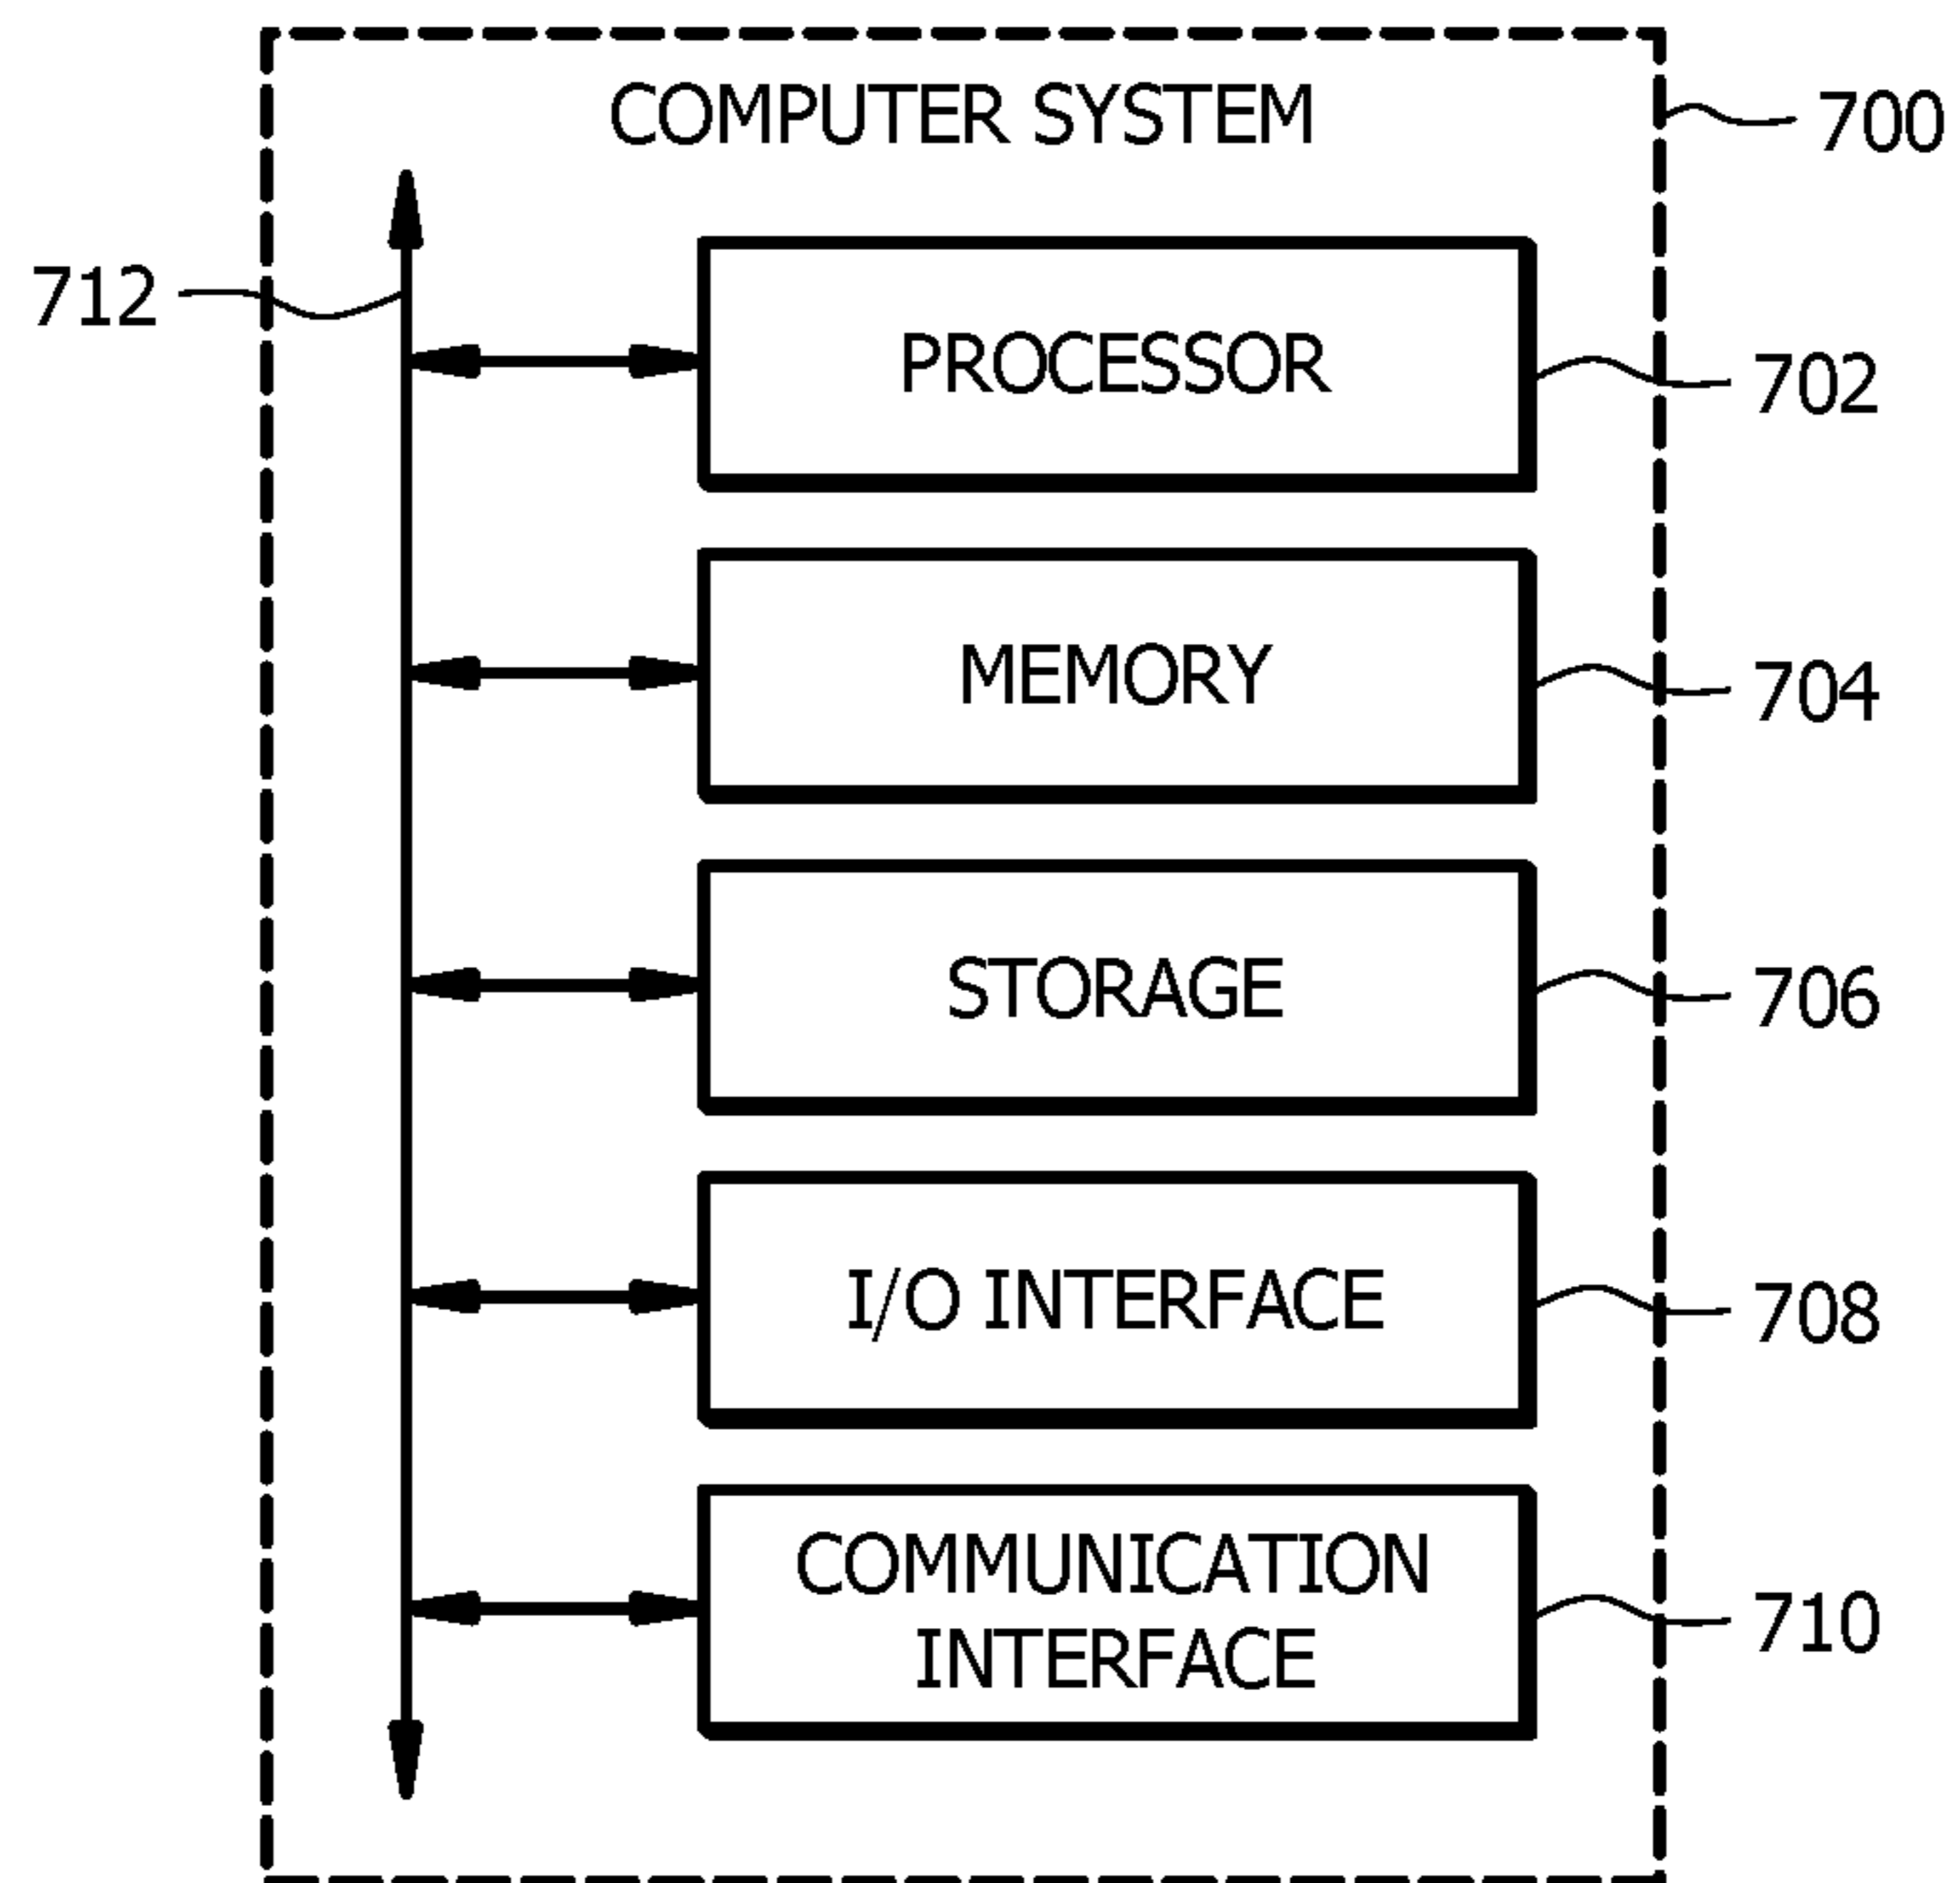 COMPUTER SYSTEM
700
712
PROCESSOR
702
MEMORY
704
STORAGE
706
I/O INTERFACE
708
COMMUNICATION
INTERFACE
710